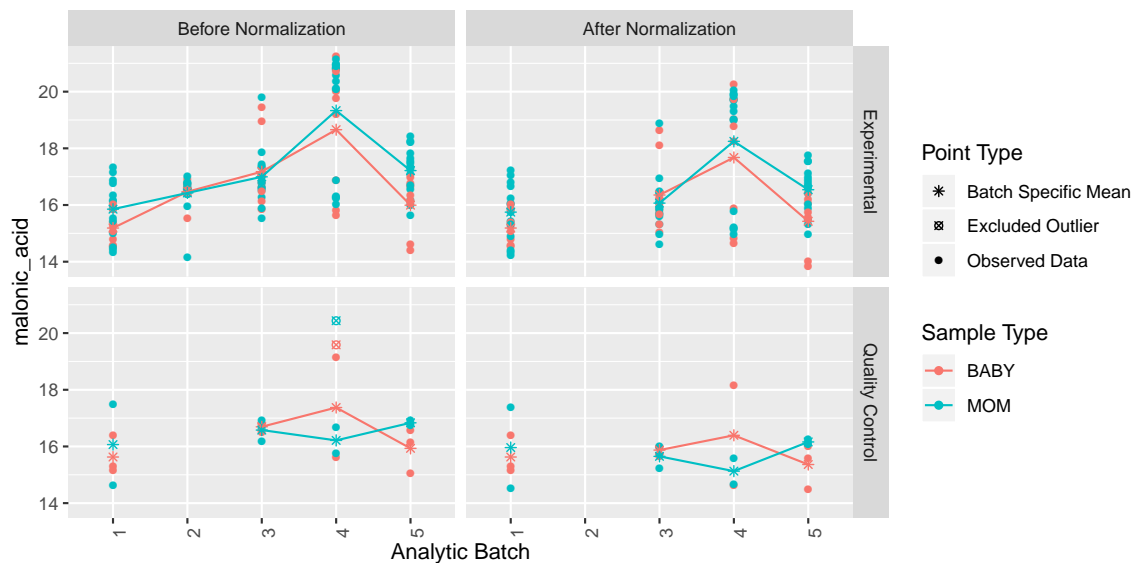 Before Normalization
After Normalization
malonic_acid
20
18
16
14
Experimental
20
18
16
14
Quality Control
1
2
3
4
5
1
2
3
4
5
Analytic Batch
Point Type
Batch Specific Mean
Excluded Outlier
Observed Data
Sample Type
BABY
MOM